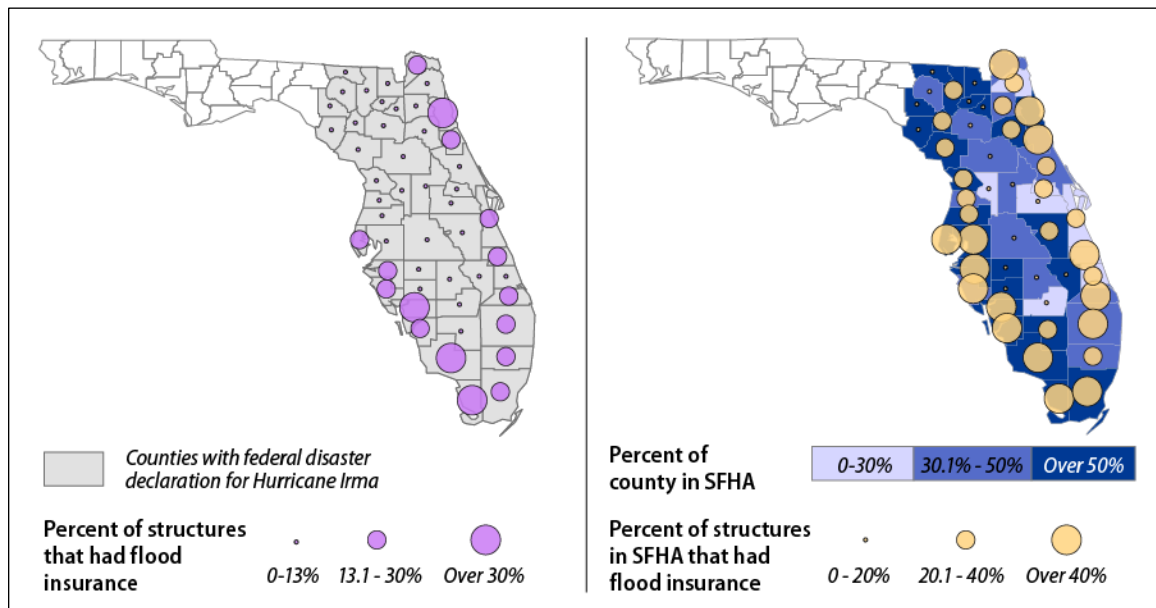 Counties with federal disaster
declaration for Hurricane Irma
Percent of structures
that had flood
insurance
0-13%
13.1 - 30%
Over 30%
Percent of
county in SFHA
0-30%
30.1% - 50%
Over 50%
Percent of structures
in SFHA that had
flood insurance
0 - 20%
20.1 - 40%
Over 40%